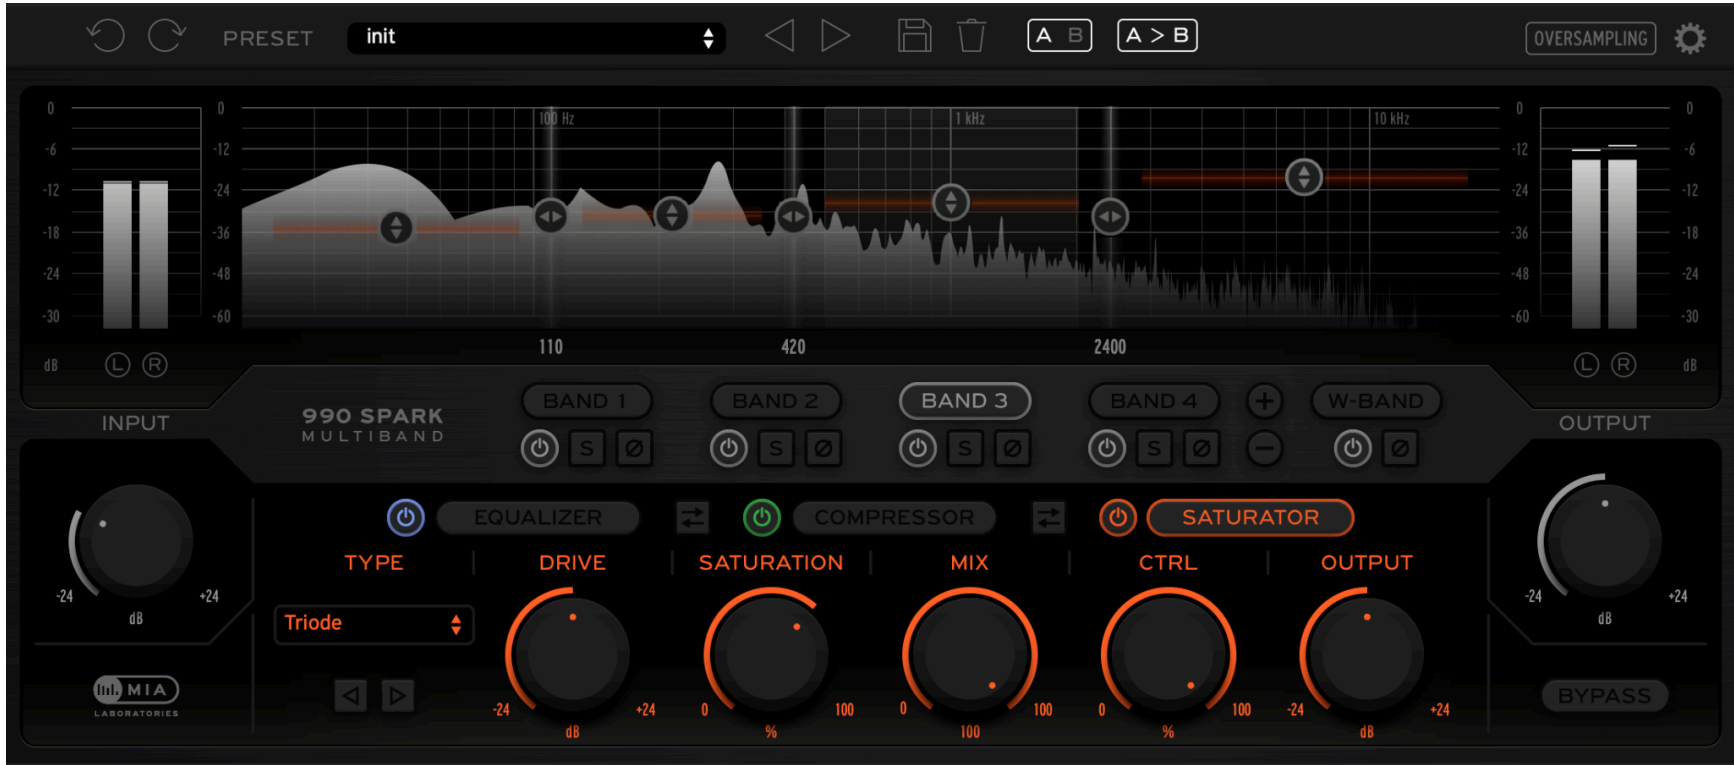 PRESET init A B A > B OVERSAMPLING
100 Hz 1 kHz 10 kHz
0 0 0 0
-6 -12 -12 -6
-12 -24 -24 -12
-18 -36 -36 -18
-24 -48 -48 -24
-30 -60 -60 -30
110 420 2400
dB L R L R dB
BAND 1 BAND 2 BAND 3 BAND 4 + W-BAND
990 SPARK
MULTIBAND
INPUT OUTPUT
S Ø S Ø S Ø S Ø − Ø
EQUALIZER COMPRESSOR SATURATOR
TYPE DRIVE SATURATION MIX CTRL OUTPUT
-24 +24 -24 +24
dB dB
Triode
MIA
LABORATORIES
BYPASS
-24 +24 0 100 0 100 0 100 -24 +24
dB % 100 % dB